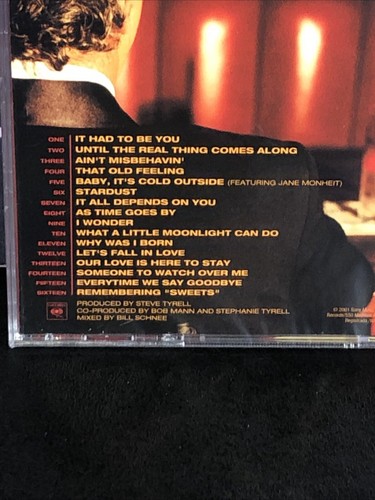 ONE IT HAD TO BE YOU
TWO UNTIL THE REAL THING COMES ALONG
THREE AIN'T MISBEHAVIN'
FOUR THAT OLD FEELING
FIVE BABY, IT'S COLD OUTSIDE (FEATURING JANE MONHEIT)
SIX STARDUST
SEVEN IT ALL DEPENDS ON YOU
EIGHT AS TIME GOES BY
NINE I WONDER
TEN WHAT A LITTLE MOONLIGHT CAN DO
ELEVEN WHY WAS I BORN
TWELVE LET'S FALL IN LOVE
THIRTEEN OUR LOVE IS HERE TO STAY
FOURTEEN SOMEONE TO WATCH OVER ME
FIFTEEN EVERYTIME WE SAY GOODBYE
SIXTEEN REMEMBERING "SWEETS"
PRODUCED BY STEVE TYRELL
CO-PRODUCED BY BOB MANN AND STEPHANIE TYRELL
MIXED BY BILL SCHNEE
℗ 2001 Sony